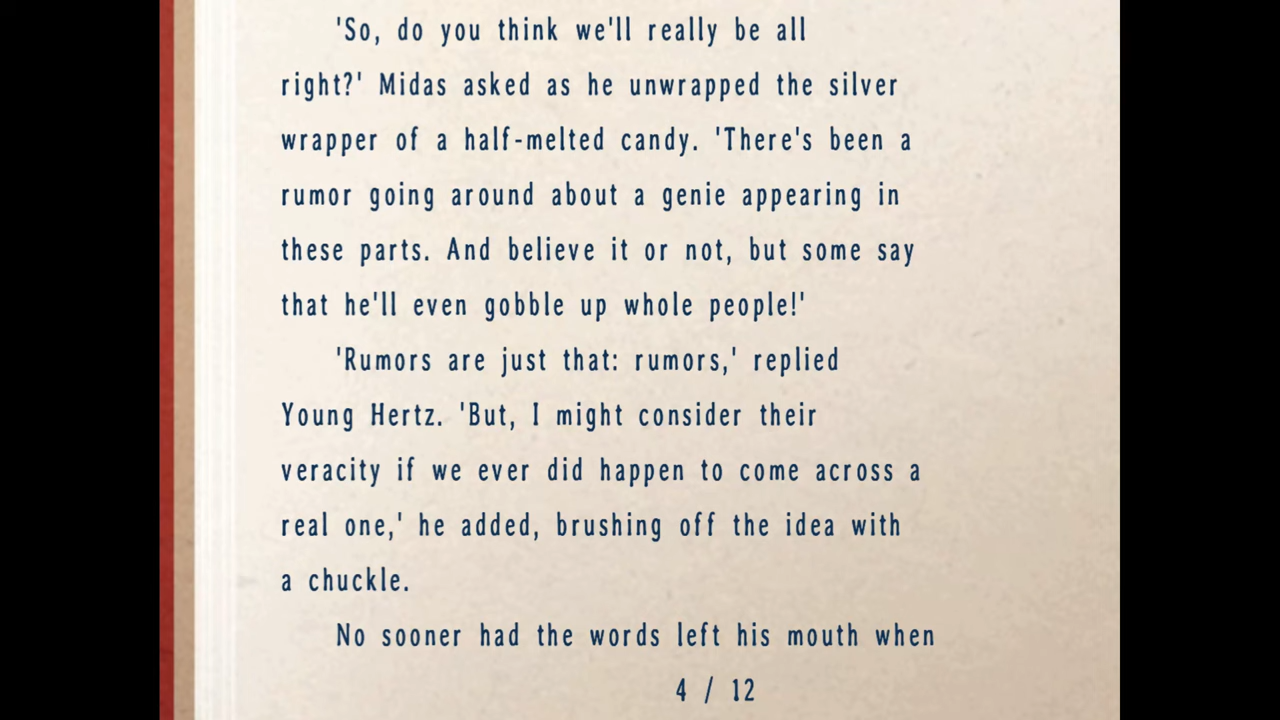 'So, do you think we'll really be all
right?' Midas asked as he unwrapped the silver
wrapper of a half-melted candy. 'There's been a
rumor going around about a genie appearing in
these parts. And believe it or not, but some say
that he'll even gobble up whole people!'
'Rumors are just that: rumors,' replied
Young Hertz. 'But, I might consider their
veracity if we ever did happen to come across a
real one,' he added, brushing off the idea with
a chuckle.
No sooner had the words left his mouth when
4 / 12